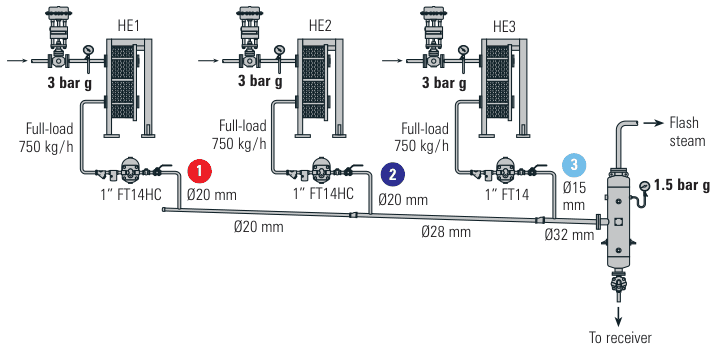 HE1
HE2
HE3
3 bar g
3 bar g
3 bar g
Full-load
750 kg/h
Full-load
750 kg/h
Full-load
750 kg/h
Flash
steam
1
2
3
1” FT14HC
Ø20 mm
1” FT14HC
Ø20 mm
1” FT14
Ø15
mm
1.5 bar g
Ø20 mm
Ø28 mm
Ø32 mm
To receiver